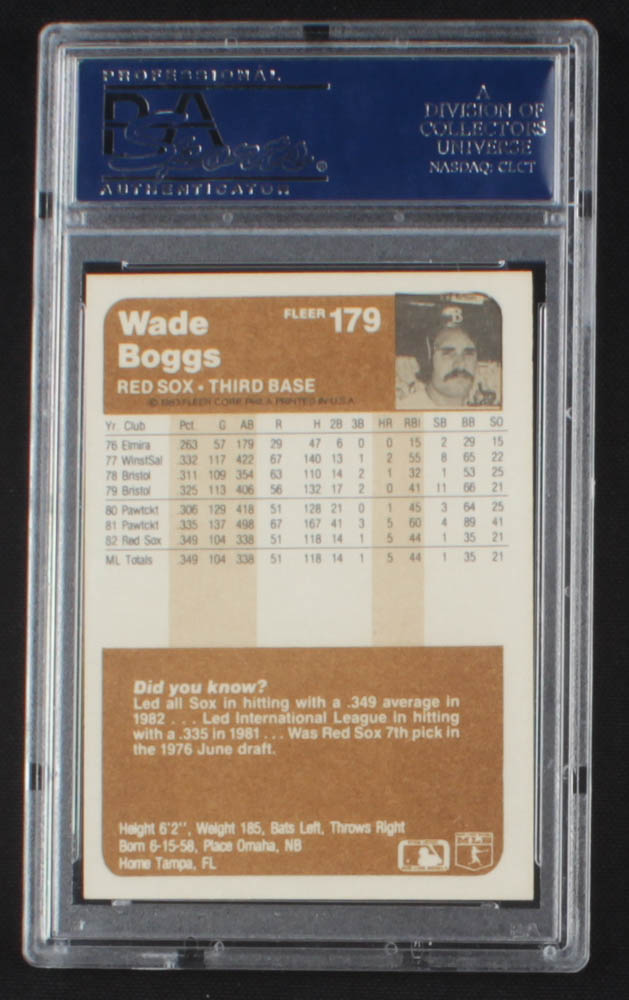 PROFESSIONAL
PSA
Sports®
AUTHENTICATOR
A
DIVISION OF
COLLECTORS
UNIVERSE
NASDAQ: CLCT
Wade
Boggs
FLEER 179
RED SOX • THIRD BASE
© 1983 FLEER CORP. PHILA PRINTED IN U.S.A.
Yr. Club Pct. G AB R H 2B 3B HR RBI SB BB SO
76 Elmira .263 57 179 29 47 6 0 0 15 2 29 15
77 WinstSal .332 117 422 67 140 13 1 2 55 8 65 22
78 Bristol .311 109 354 63 110 14 2 1 32 1 53 25
79 Bristol .325 113 406 56 132 17 2 0 41 11 66 21
80 Pawtckt .306 129 418 51 128 21 0 1 45 3 64 25
81 Pawtckt .335 137 498 67 167 41 3 5 60 4 89 41
82 Red Sox .349 104 338 51 118 14 1 5 44 1 35 21
ML Totals .349 104 338 51 118 14 1 5 44 1 35 21
Did you know?
Led all Sox in hitting with a .349 average in
1982 . . . Led International League in hitting
with a .335 in 1981 . . . Was Red Sox 7th pick in
the 1976 June draft.
Height 6'2", Weight 185, Bats Left, Throws Right
Born 6-15-58, Place Omaha, NB
Home Tampa, FL
MLB